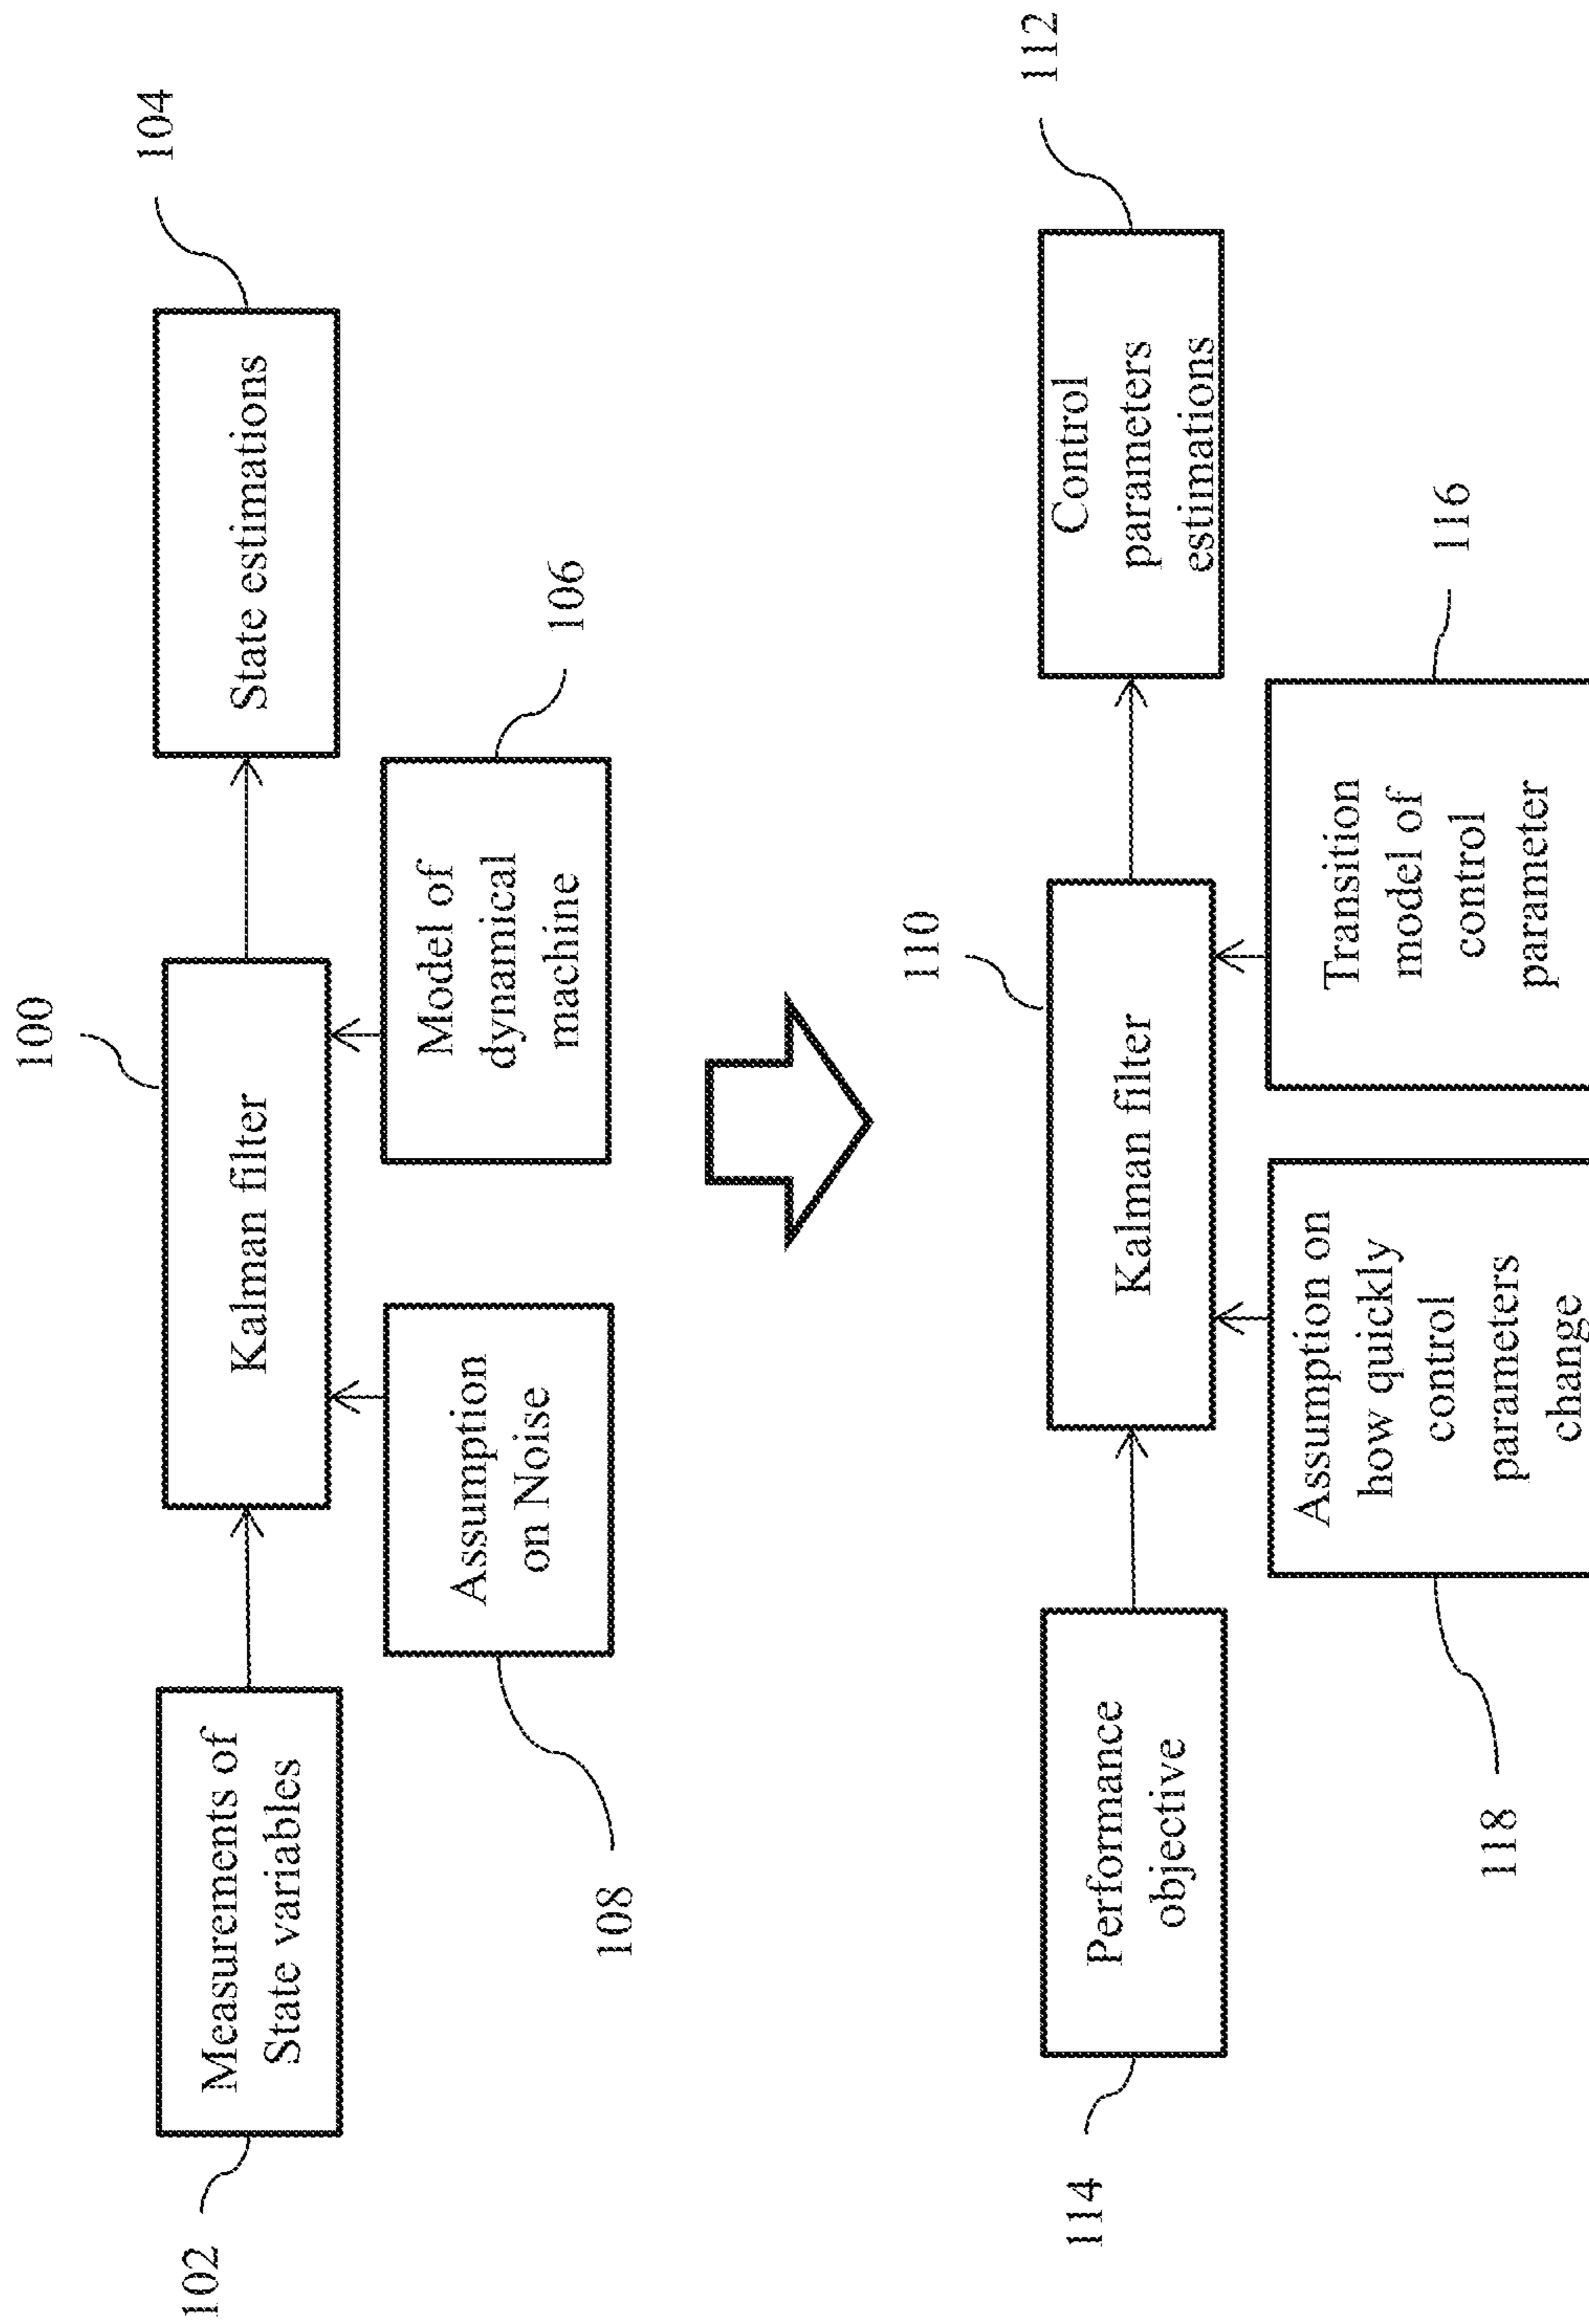 100
104
Measurements of
State variables
Kalman filter
State estimations
102
Assumption
on Noise
Model of
dynamical
machine
106
108
110
112
Performance
objective
Kalman filter
Control
parameters
estimations
114
Assumption on
how quickly
control
parameters
change
Transition
model of
control
parameter
116
118